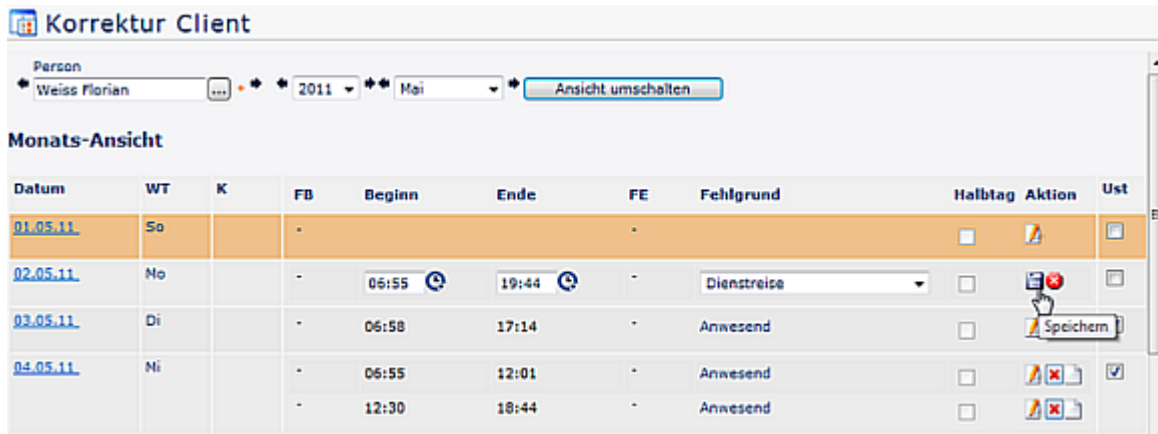 Korrektur Client
Person
Weiss Florian ... * 2011 Mai Ansicht umschalten
Monats-Ansicht
Datum WT K FB Beginn Ende FE Fehlgrund Halbtag Aktion Ust
01.05.11 So - -
02.05.11 Mo - 06:55 19:44 - Dienstreise
03.05.11 Di - 06:58 17:14 - Anwesend Speichern
04.05.11 Mi - 06:55 12:01 - Anwesend
- 12:30 18:44 - Anwesend